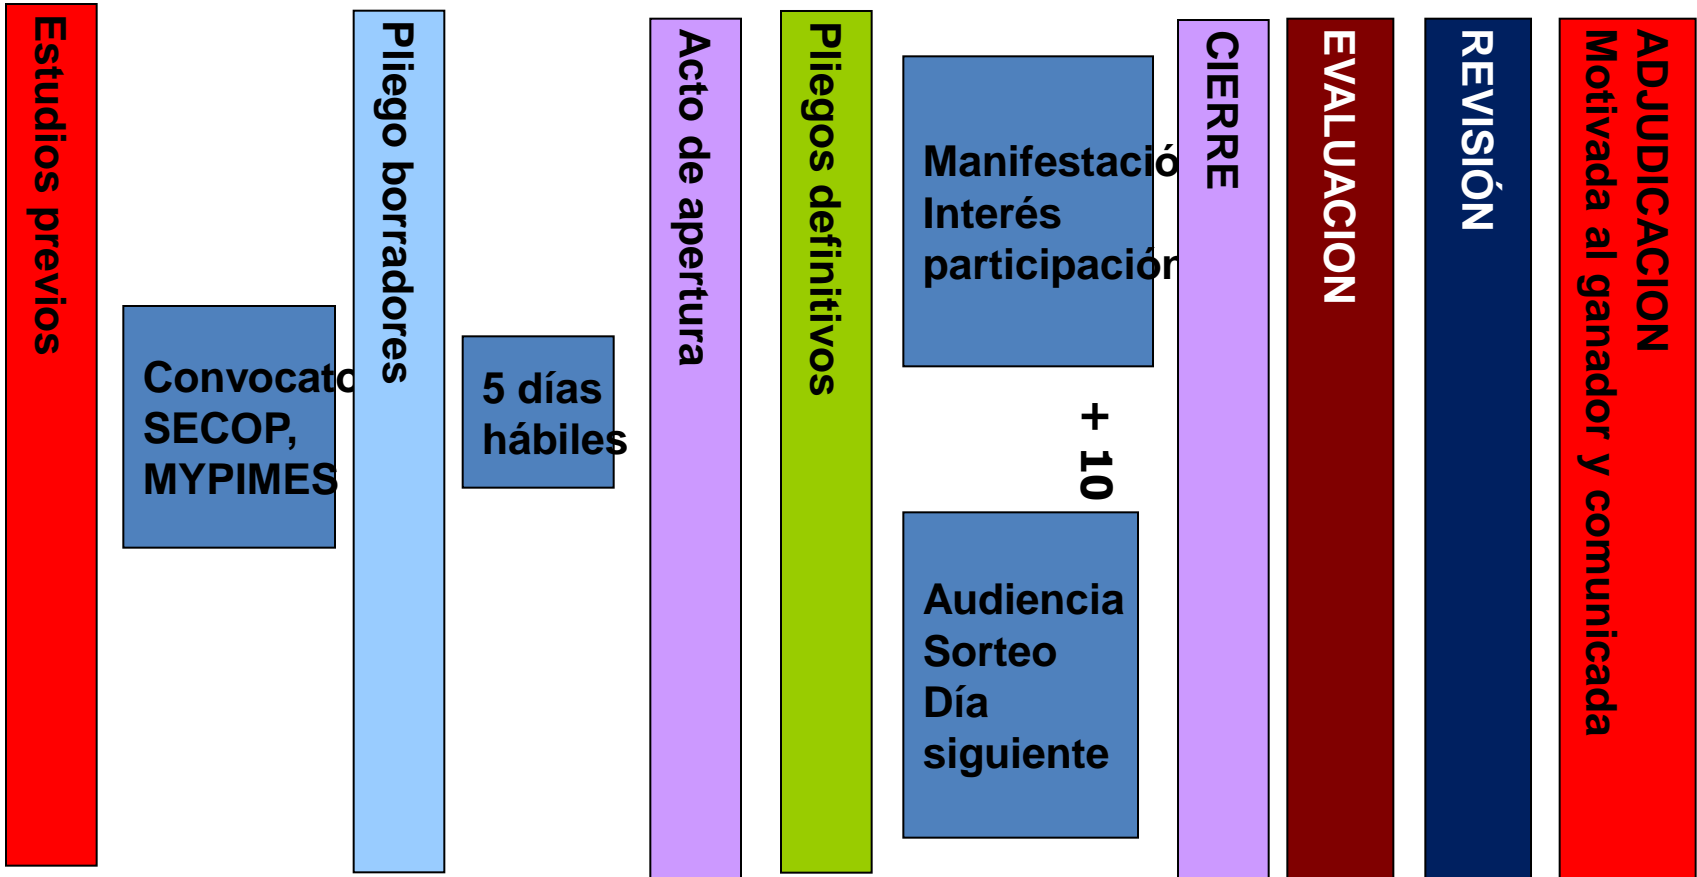 Estudios previos
Convocato
SECOP,
MYPIMES
Pliego borradores
5 días
hábiles
Acto de apertura
Pliegos definitivos
Manifestació
Interés
participación
+ 10
Audiencia
Sorteo
Día
siguiente
CIERRE
EVALUACION
REVISIÓN
ADJUDICACION
Motivada al ganador y comunicada